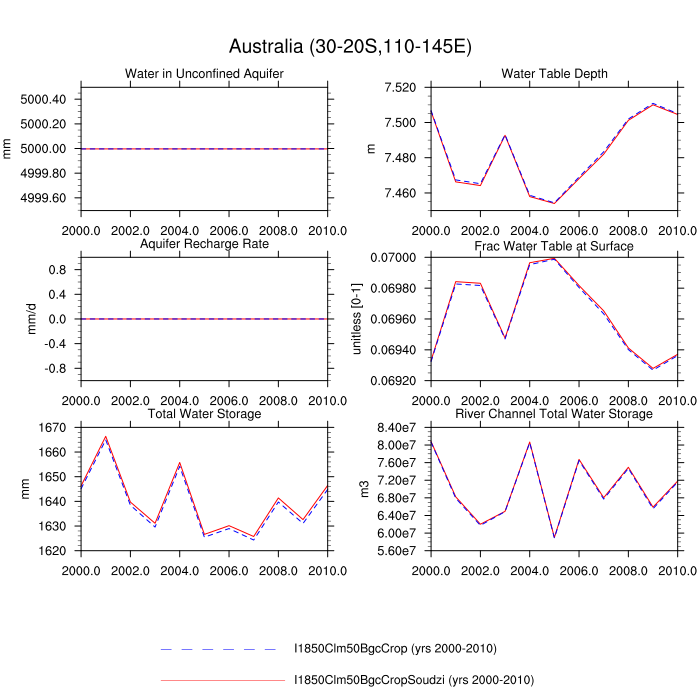 Australia (30-20S,110-145E)
Water in Unconfined Aquifer
5000.40
5000.20
5000.00
4999.80
4999.60
mm
2000.0 2002.0 2004.0 2006.0 2008.0 2010.0
Water Table Depth
7.520
7.500
7.480
7.460
m
2000.0 2002.0 2004.0 2006.0 2008.0 2010.0
Aquifer Recharge Rate
0.8
0.4
0.0
-0.4
-0.8
mm/d
2000.0 2002.0 2004.0 2006.0 2008.0 2010.0
Frac Water Table at Surface
0.07000
0.06980
0.06960
0.06940
0.06920
unitless [0-1]
2000.0 2002.0 2004.0 2006.0 2008.0 2010.0
Total Water Storage
1670
1660
1650
1640
1630
1620
mm
2000.0 2002.0 2004.0 2006.0 2008.0 2010.0
River Channel Total Water Storage
8.40e7
8.00e7
7.60e7
7.20e7
6.80e7
6.40e7
6.00e7
5.60e7
m3
2000.0 2002.0 2004.0 2006.0 2008.0 2010.0
I1850Clm50BgcCrop (yrs 2000-2010)
I1850Clm50BgcCropSoudzi (yrs 2000-2010)